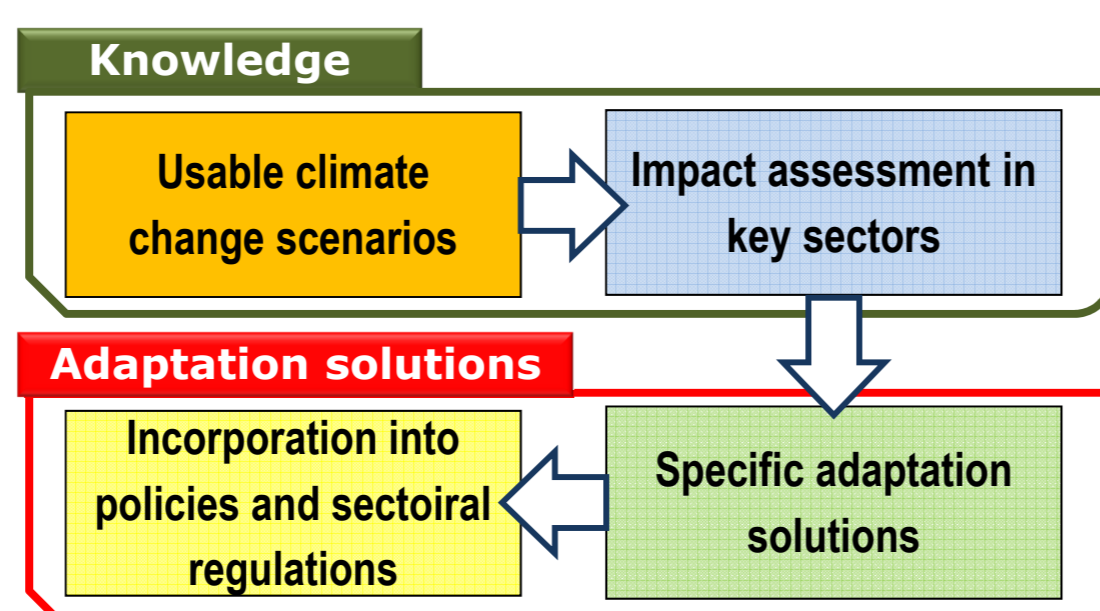 Knowledge
Usable climate
change scenarios
Impact assessment in
key sectors
Adaptation solutions
Incorporation into
policies and sectoiral
regulations
Specific adaptation
solutions